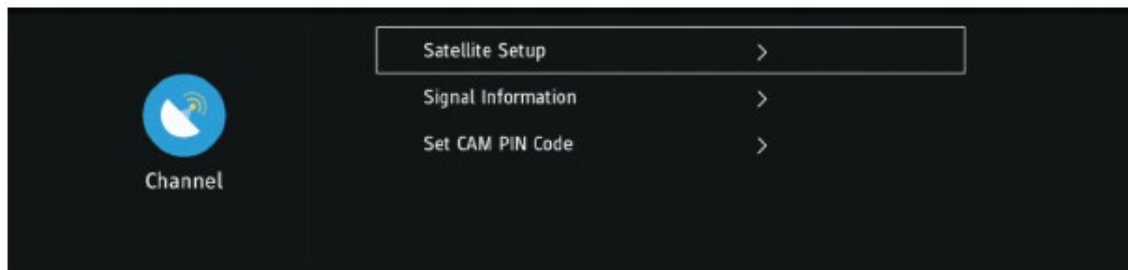 Satellite Setup >
Signal Information >
Set CAM PIN Code >
Channel